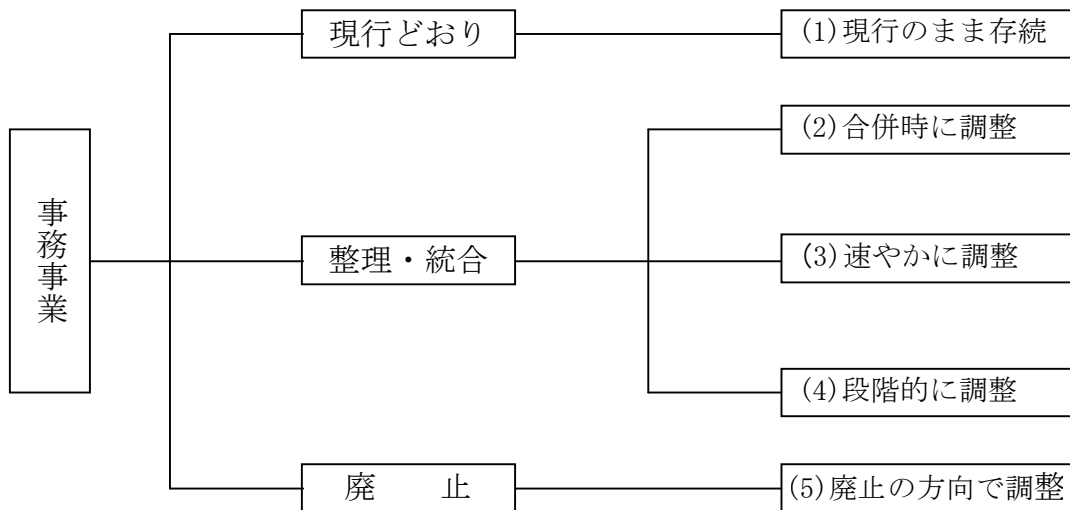 事務事業
現行どおり
(1)現行のまま存続
整理・統合
(2)合併時に調整
(3)速やかに調整
(4)段階的に調整
廃　　止
(5)廃止の方向で調整